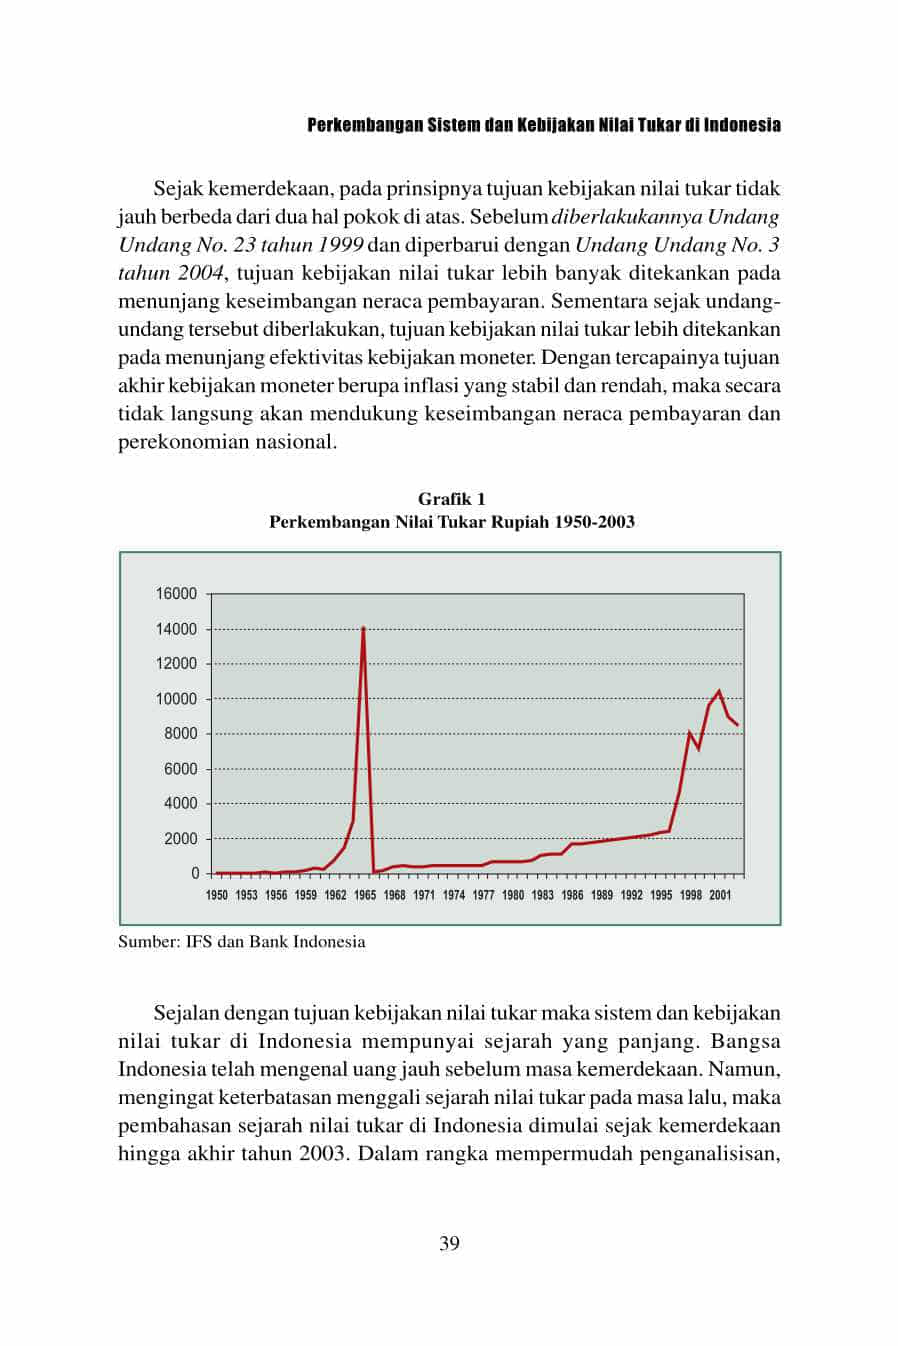 Perkembangan Sistem dan Kebijakan Nilai Tukar di Indonesia
Sejak kemerdekaan, pada prinsipnya tujuan kebijakan nilai tukar tidak
jauh berbeda dari dua hal pokok di atas. Sebelum diberlakukannya Undang
Undang No. 23 tahun 1999 dan diperbarui dengan Undang Undang No. 3
tahun 2004, tujuan kebijakan nilai tukar lebih banyak ditekankan pada
menunjang keseimbangan neraca pembayaran. Sementara sejak undang-
undang tersebut diberlakukan, tujuan kebijakan nilai tukar lebih ditekankan
pada menunjang efektivitas kebijakan moneter. Dengan tercapainya tujuan
akhir kebijakan moneter berupa inflasi yang stabil dan rendah, maka secara
tidak langsung akan mendukung keseimbangan neraca pembayaran dan
perekonomian nasional.
Grafik 1
Perkembangan Nilai Tukar Rupiah 1950-2003
16000
14000
12000
10000
8000
6000
4000
2000
0
1950 1953 1956 1959 1962 1965 1968 1971 1974 1977 1980 1983 1986 1989 1992 1995 1998 2001
Sumber: IFS dan Bank Indonesia
Sejalan dengan tujuan kebijakan nilai tukar maka sistem dan kebijakan
nilai tukar di Indonesia mempunyai sejarah yang panjang. Bangsa
Indonesia telah mengenal uang jauh sebelum masa kemerdekaan. Namun,
mengingat keterbatasan menggali sejarah nilai tukar pada masa lalu, maka
pembahasan sejarah nilai tukar di Indonesia dimulai sejak kemerdekaan
hingga akhir tahun 2003. Dalam rangka mempermudah penganalisisan,
39